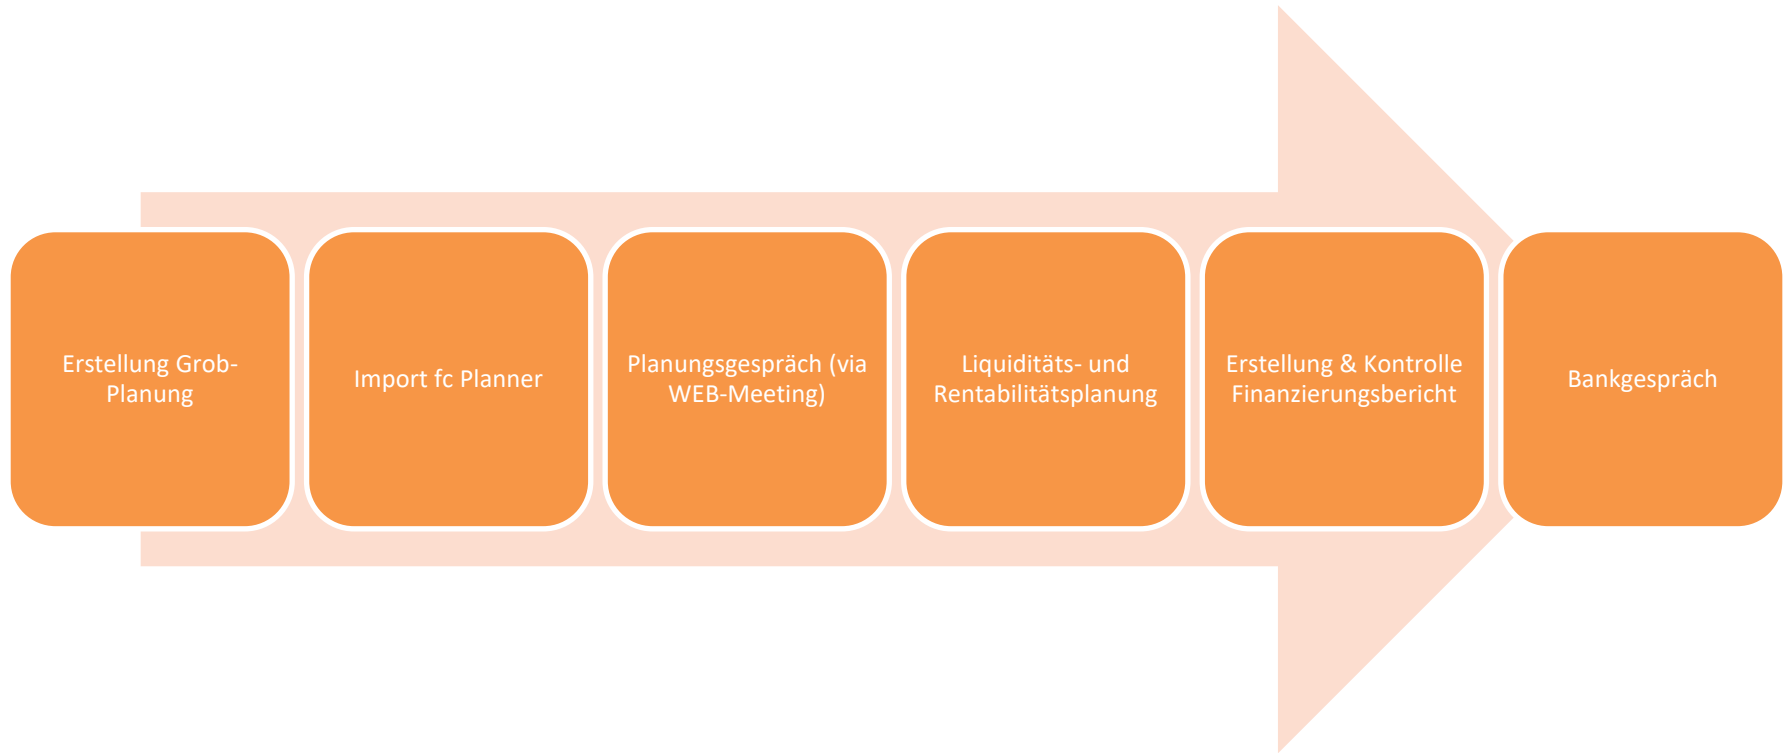 Erstellung Grob-
Planung
Import fc Planner
Planungsgespräch (via
WEB-Meeting)
Liquiditäts- und
Rentabilitätsplanung
Erstellung & Kontrolle
Finanzierungsbericht
Bankgespräch